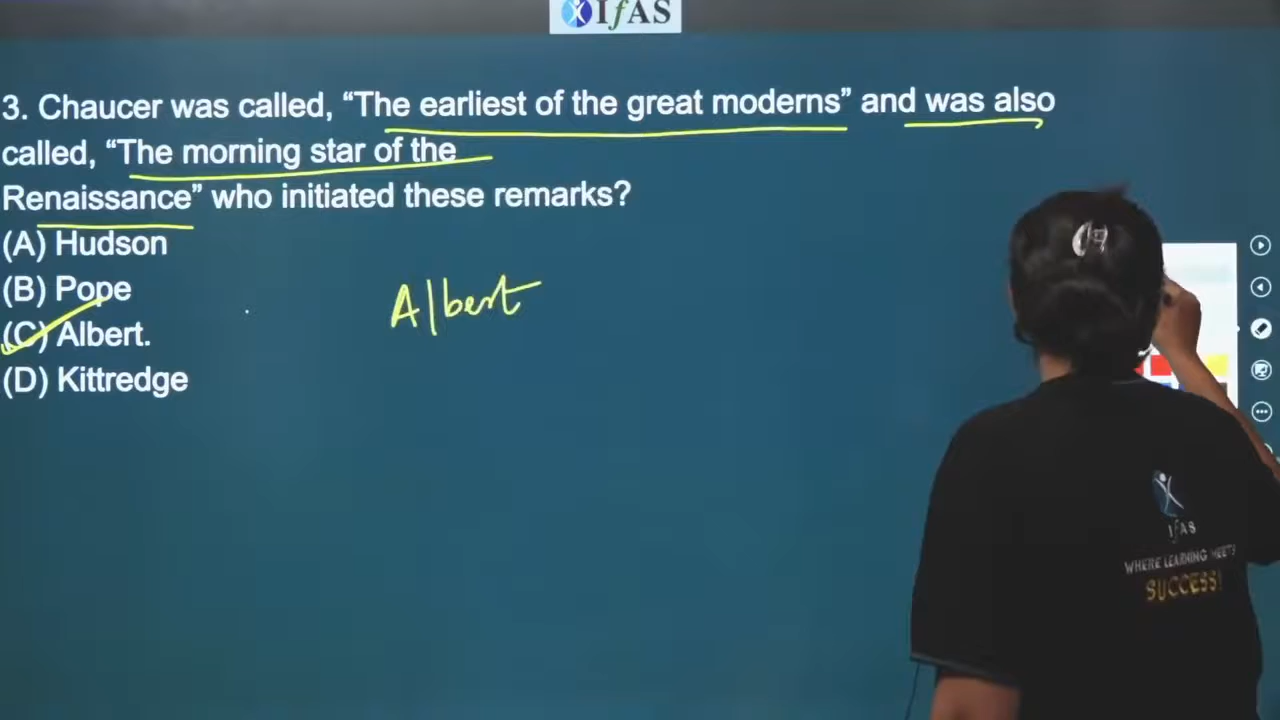 IfAS
3. Chaucer was called, “The earliest of the great moderns” and was also
called, “The morning star of the
Renaissance” who initiated these remarks?
(A) Hudson
(B) Pope
(C) Albert.
(D) Kittredge
Albert
IfAS
WHERE LEARNING MEETS
SUCCESS!